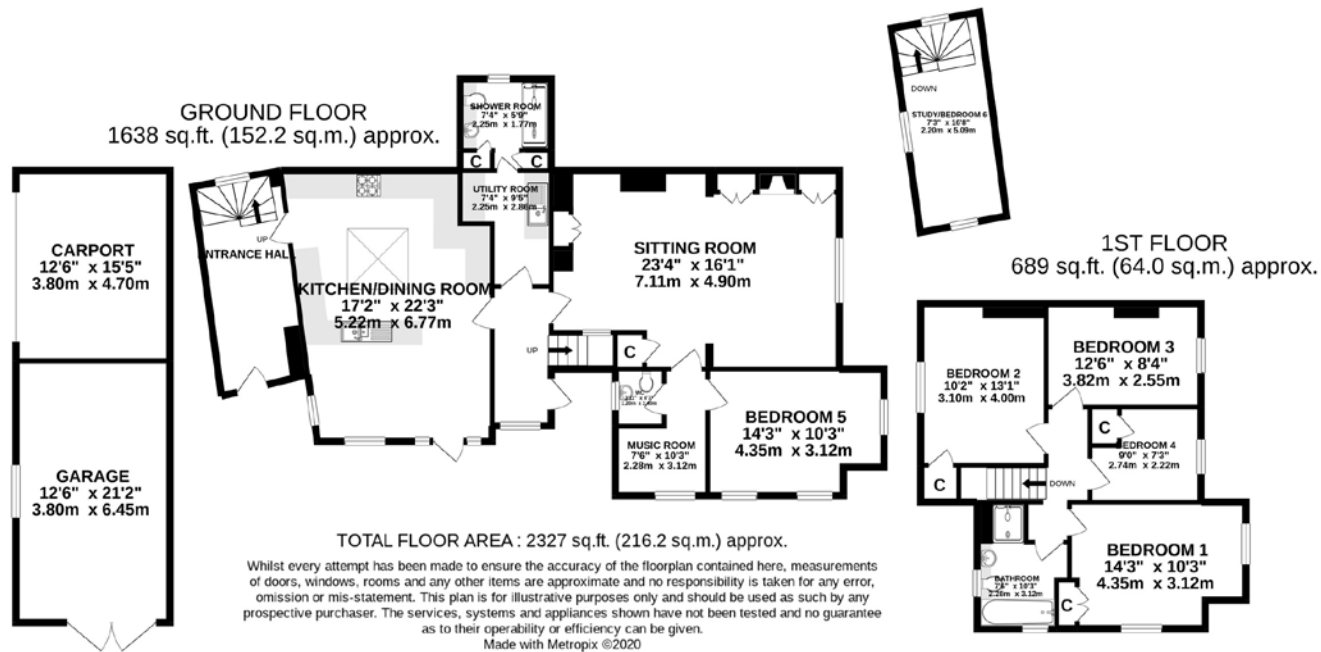 GROUND FLOOR
1638 sq.ft. (152.2 sq.m.) approx.
CARPORT
12'6" x 15'5"
3.80m x 4.70m
GARAGE
12'6" x 21'2"
3.80m x 6.45m
UP
ENTRANCE HALL
KITCHEN/DINING ROOM
17'2" x 22'3"
5.22m x 6.77m
SHOWER ROOM
7'4" x 5'9"
2.25m x 1.77m
C
C
UTILITY ROOM
7'4" x 9'5"
2.25m x 2.86m
SITTING ROOM
23'4" x 16'1"
7.11m x 4.90m
UP
C
MUSIC ROOM
7'6" x 10'3"
2.28m x 3.12m
BEDROOM 5
14'3" x 10'3"
4.35m x 3.12m
DOWN
STUDY/BEDROOM 6
7'3" x 16'8"
2.20m x 5.09m
1ST FLOOR
689 sq.ft. (64.0 sq.m.) approx.
BEDROOM 2
10'2" x 13'1"
3.10m x 4.00m
BEDROOM 3
12'6" x 8'4"
3.82m x 2.55m
C
BEDROOM 4
9'0" x 7'3"
2.74m x 2.22m
C
DOWN
BATHROOM
7'6" x 10'3"
2.28m x 3.12m
C
BEDROOM 1
14'3" x 10'3"
4.35m x 3.12m
TOTAL FLOOR AREA : 2327 sq.ft. (216.2 sq.m.) approx.
Whilst every attempt has been made to ensure the accuracy of the floorplan contained here, measurements
of doors, windows, rooms and any other items are approximate and no responsibility is taken for any error,
omission or mis-statement. This plan is for illustrative purposes only and should be used as such by any
prospective purchaser. The services, systems and appliances shown have not been tested and no guarantee
as to their operability or efficiency can be given.
Made with Metropix ©2020